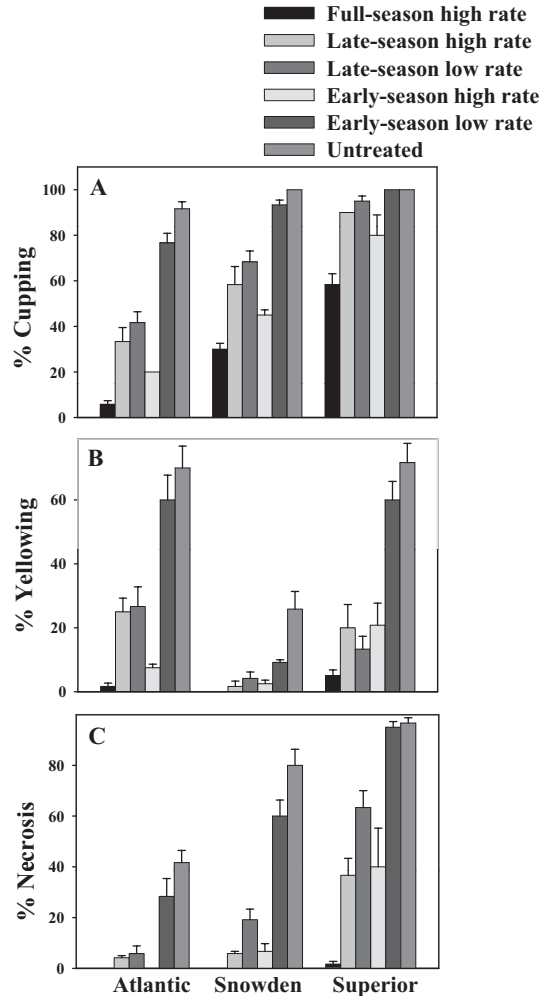 Full-season high rate
Late-season high rate
Late-season low rate
Early-season high rate
Early-season low rate
Untreated
A
100
80
60
40
20
0
% Cupping
B
60
40
20
0
% Yellowing
C
80
60
40
20
0
% Necrosis
Atlantic Snowden Superior